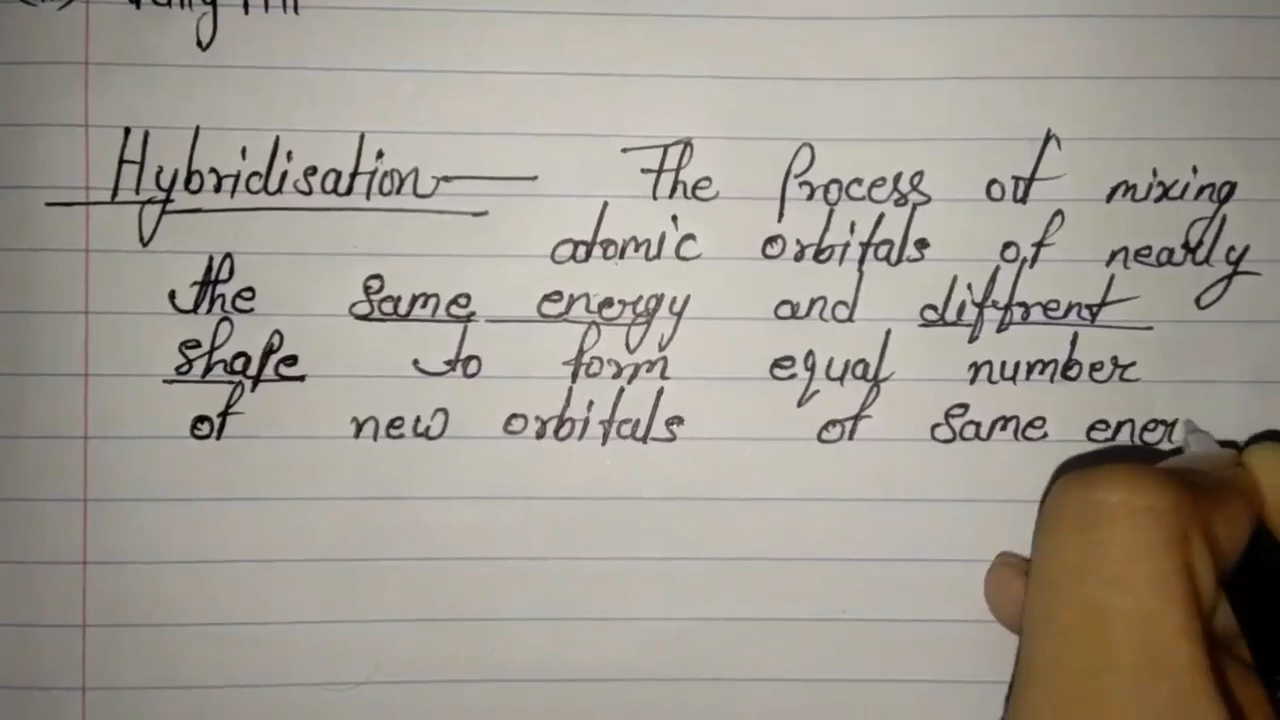 Hybridisation — The Process of mixing
atomic orbitals of nearly
the same energy and diffrent
shape to form equal number
of new orbitals of same ener